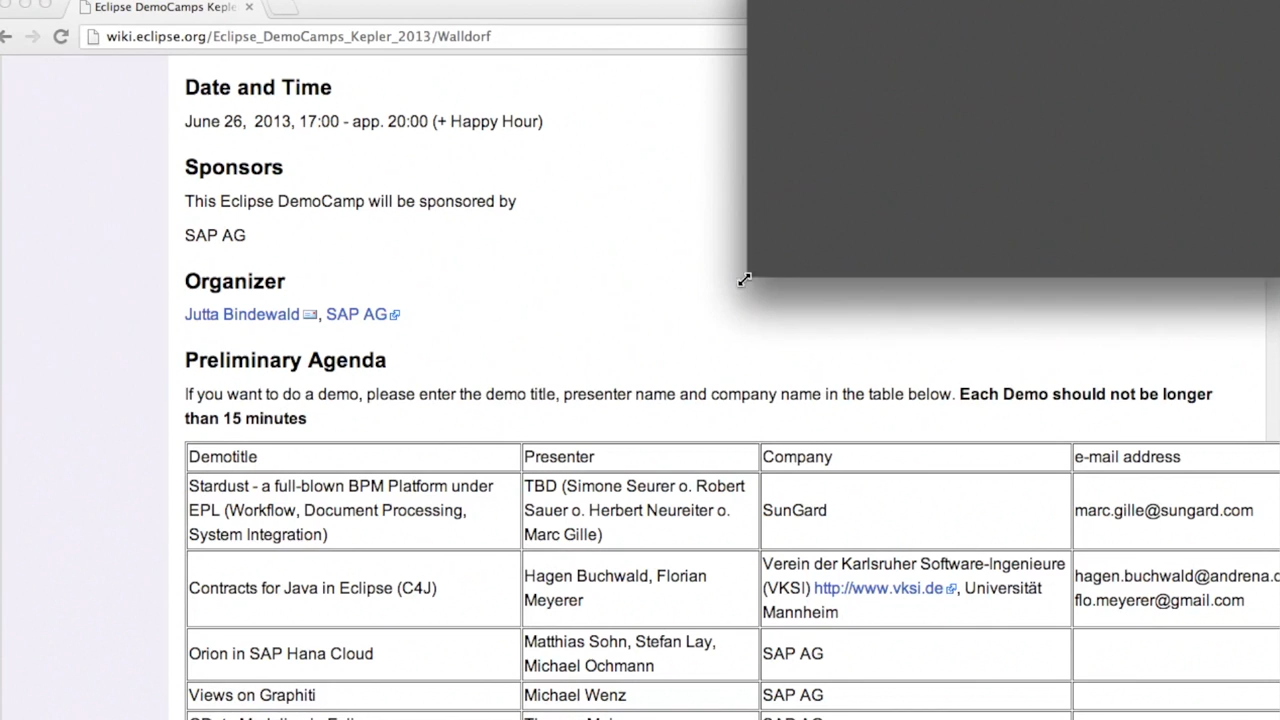 Eclipse DemoCamps Keple
wiki.eclipse.org/Eclipse_DemoCamps_Kepler_2013/Walldorf
Date and Time
June 26, 2013, 17:00 - app. 20:00 (+ Happy Hour)
Sponsors
This Eclipse DemoCamp will be sponsored by
SAP AG
Organizer
Jutta Bindewald, SAP AG
Preliminary Agenda
If you want to do a demo, please enter the demo title, presenter name and company name in the table below. Each Demo should not be longer
than 15 minutes
Demotitle
Presenter
Company
e-mail address
Stardust - a full-blown BPM Platform under
EPL (Workflow, Document Processing,
System Integration)
TBD (Simone Seurer o. Robert
Sauer o. Herbert Neureiter o.
Marc Gille)
SunGard
marc.gille@sungard.com
Contracts for Java in Eclipse (C4J)
Hagen Buchwald, Florian
Meyerer
Verein der Karlsruher Software-Ingenieure
(VKSI) http://www.vksi.de, Universität
Mannheim
hagen.buchwald@andrena.d
flo.meyerer@gmail.com
Orion in SAP Hana Cloud
Matthias Sohn, Stefan Lay,
Michael Ochmann
SAP AG
Views on Graphiti
Michael Wenz
SAP AG